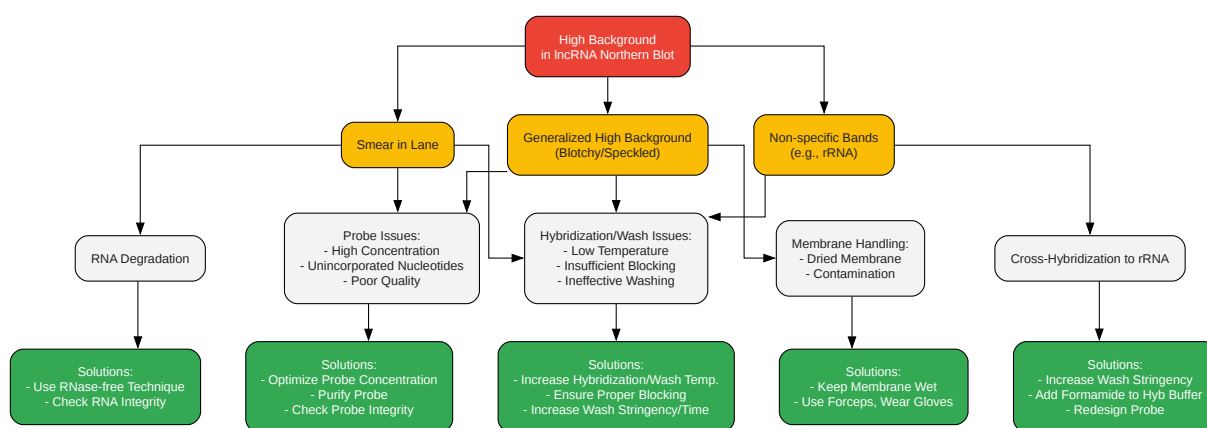 High Background
in lncRNA Northern Blot
Smear in Lane
Generalized High Background
(Blotchy/Speckled)
Non-specific Bands
(e.g., rRNA)
RNA Degradation
Probe Issues:
- High Concentration
- Unincorporated Nucleotides
- Poor Quality
Hybridization/Wash Issues:
- Low Temperature
- Insufficient Blocking
- Ineffective Washing
Membrane Handling:
- Dried Membrane
- Contamination
Cross-Hybridization to rRNA
Solutions:
- Use RNase-free Technique
- Check RNA Integrity
Solutions:
- Optimize Probe Concentration
- Purify Probe
- Check Probe Integrity
Solutions:
- Increase Hybridization/Wash Temp.
- Ensure Proper Blocking
- Increase Wash Stringency/Time
Solutions:
- Keep Membrane Wet
- Use Forceps, Wear Gloves
Solutions:
- Increase Wash Stringency
- Add Formamide to Hyb Buffer
- Redesign Probe